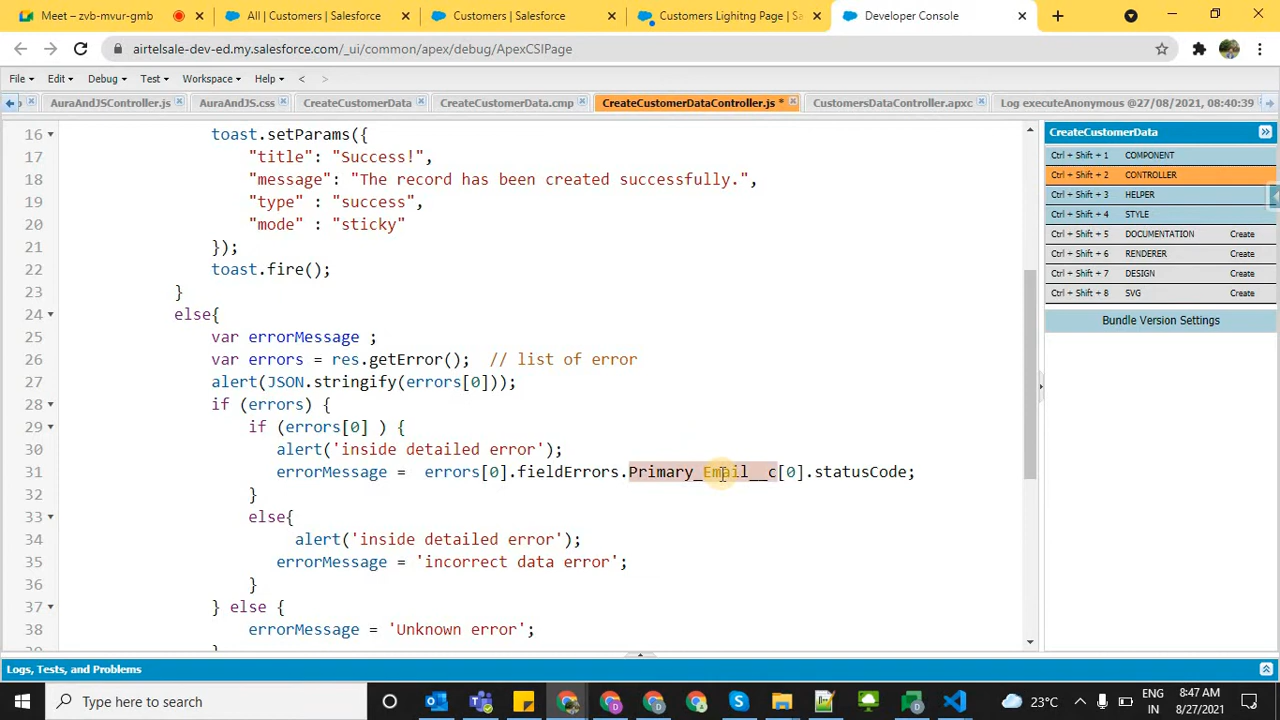 Meet – zvb-mvur-gmb
All | Customers | Salesforce
Customers | Salesforce
Customers Lighitng Page | Sa
Developer Console
airtelsale-dev-ed.my.salesforce.com/_ui/common/apex/debug/ApexCSIPage
File Edit Debug Test Workspace Help < >
AuraAndJSController.js
AuraAndJS.css
CreateCustomerData
CreateCustomerData.cmp
CreateCustomerDataController.js *
CustomersDataController.apxc
Log executeAnonymous @27/08/2021, 08:40:39
16 toast.setParams({
17 "title": "Success!",
18 "message": "The record has been created successfully.",
19 "type" : "success",
20 "mode" : "sticky"
21 });
22 toast.fire();
23 }
24 else{
25 var errorMessage ;
26 var errors = res.getError(); // list of error
27 alert(JSON.stringify(errors[0]));
28 if (errors) {
29 if (errors[0] ) {
30 alert('inside detailed error');
31 errorMessage = errors[0].fieldErrors.Primary_Email__c[0].statusCode;
32 }
33 else{
34 alert('inside detailed error');
35 errorMessage = 'incorrect data error';
36 }
37 } else {
38 errorMessage = 'Unknown error';
CreateCustomerData
Ctrl + Shift + 1 COMPONENT
Ctrl + Shift + 2 CONTROLLER
Ctrl + Shift + 3 HELPER
Ctrl + Shift + 4 STYLE
Ctrl + Shift + 5 DOCUMENTATION Create
Ctrl + Shift + 6 RENDERER Create
Ctrl + Shift + 7 DESIGN Create
Ctrl + Shift + 8 SVG Create
Bundle Version Settings
Logs, Tests, and Problems
Type here to search
23°C
ENG
IN
8:47 AM
8/27/2021